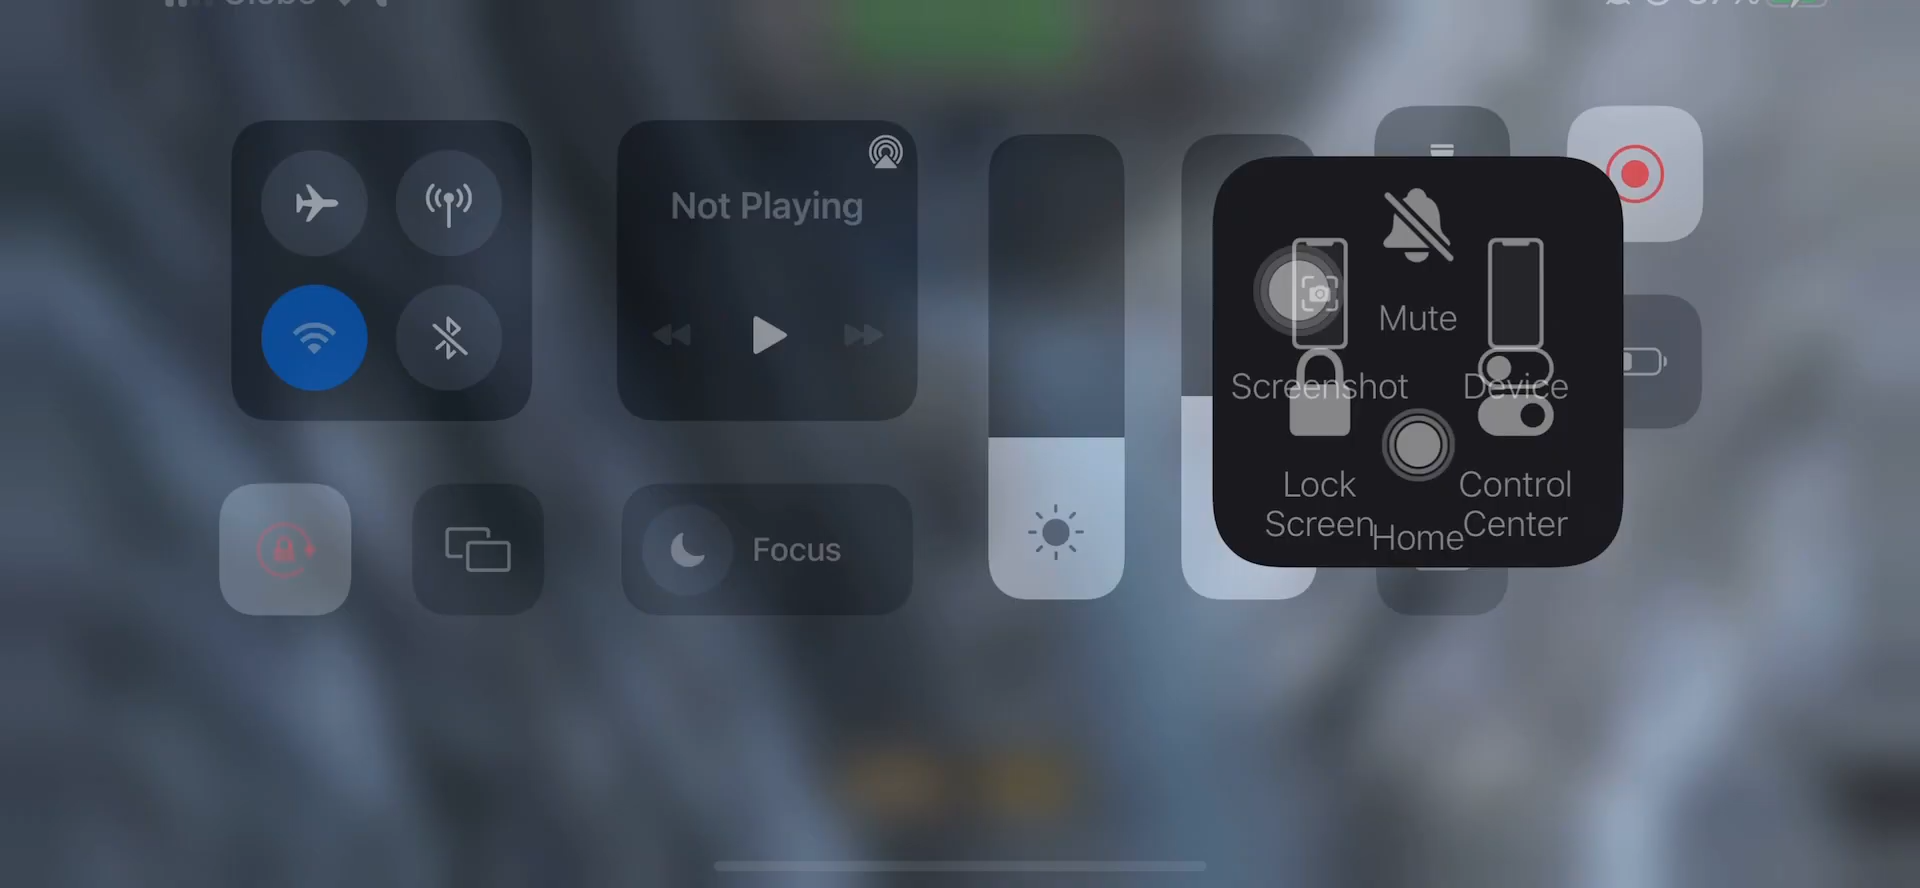 Not Playing
Mute
Screenshot
Device
Lock
Screen
Control
Center
Home
Focus